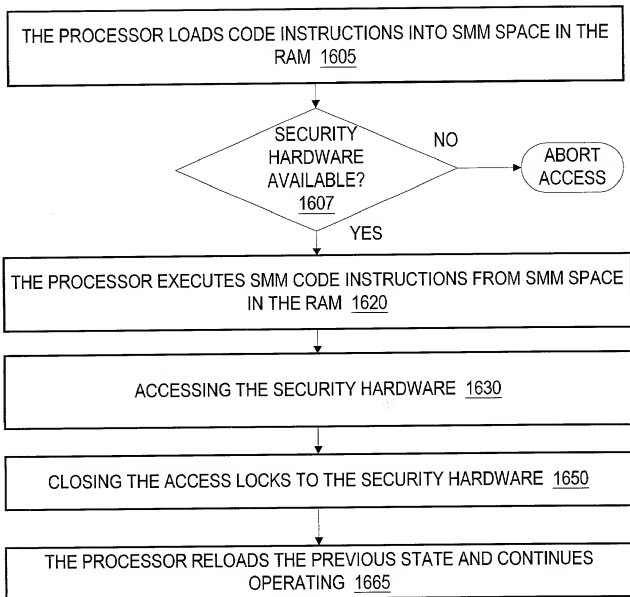 THE PROCESSOR LOADS CODE INSTRUCTIONS INTO SMM SPACE IN THE
RAM 1605
SECURITY
HARDWARE
AVAILABLE?
1607
NO
ABORT
ACCESS
YES
THE PROCESSOR EXECUTES SMM CODE INSTRUCTIONS FROM SMM SPACE
IN THE RAM 1620
ACCESSING THE SECURITY HARDWARE 1630
CLOSING THE ACCESS LOCKS TO THE SECURITY HARDWARE 1650
THE PROCESSOR RELOADS THE PREVIOUS STATE AND CONTINUES
OPERATING 1665